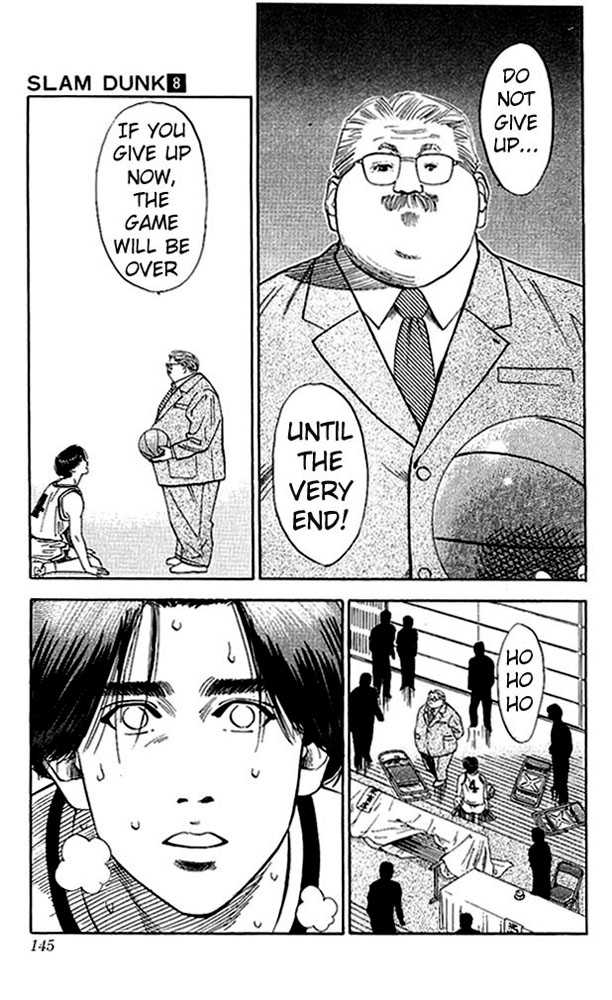 SLAM DUNK 8
DO
NOT
GIVE
UP...
UNTIL
THE
VERY
END!
IF YOU
GIVE UP
NOW,
THE
GAME
WILL BE
OVER
HO
HO
HO
4
145